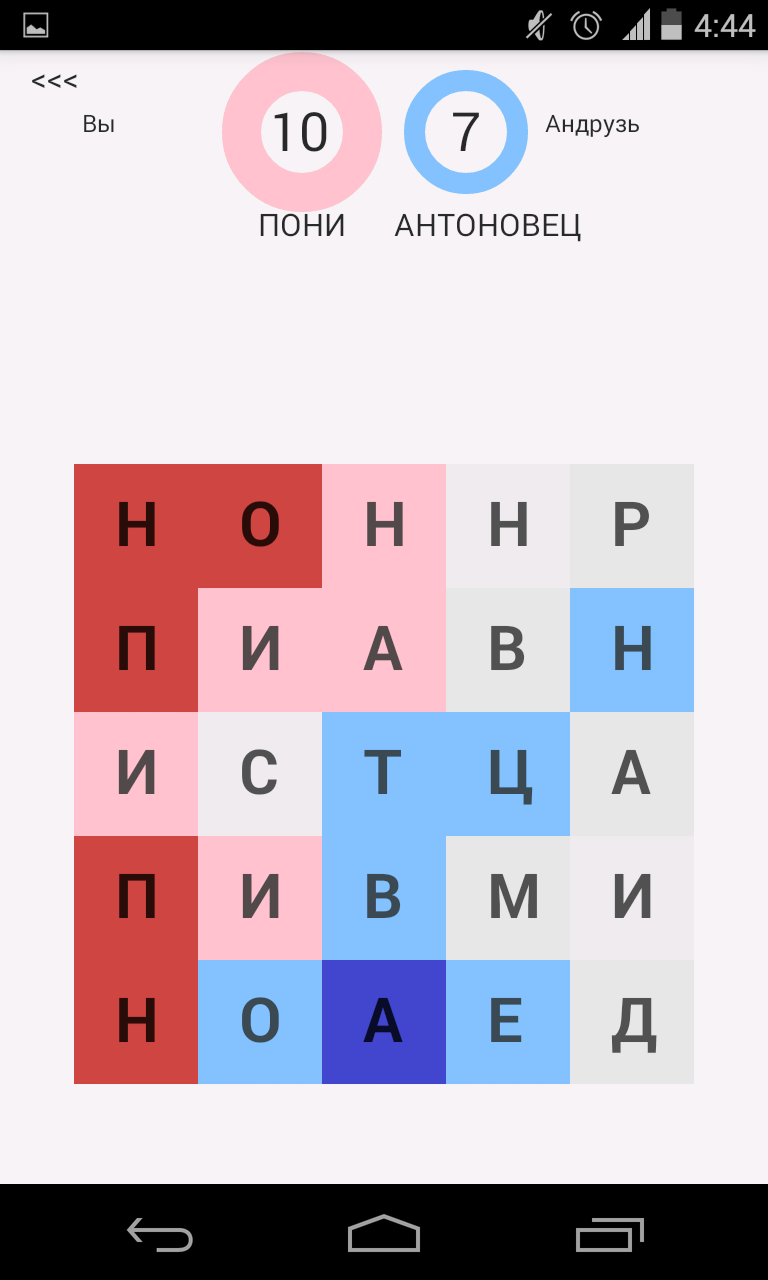 4:44
<<<
Вы 10 7 Андрузь
ПОНИ АНТОНОВЕЦ
Н О Н Н Р
П И А В Н
И С Т Ц А
П И В М И
Н О А Е Д